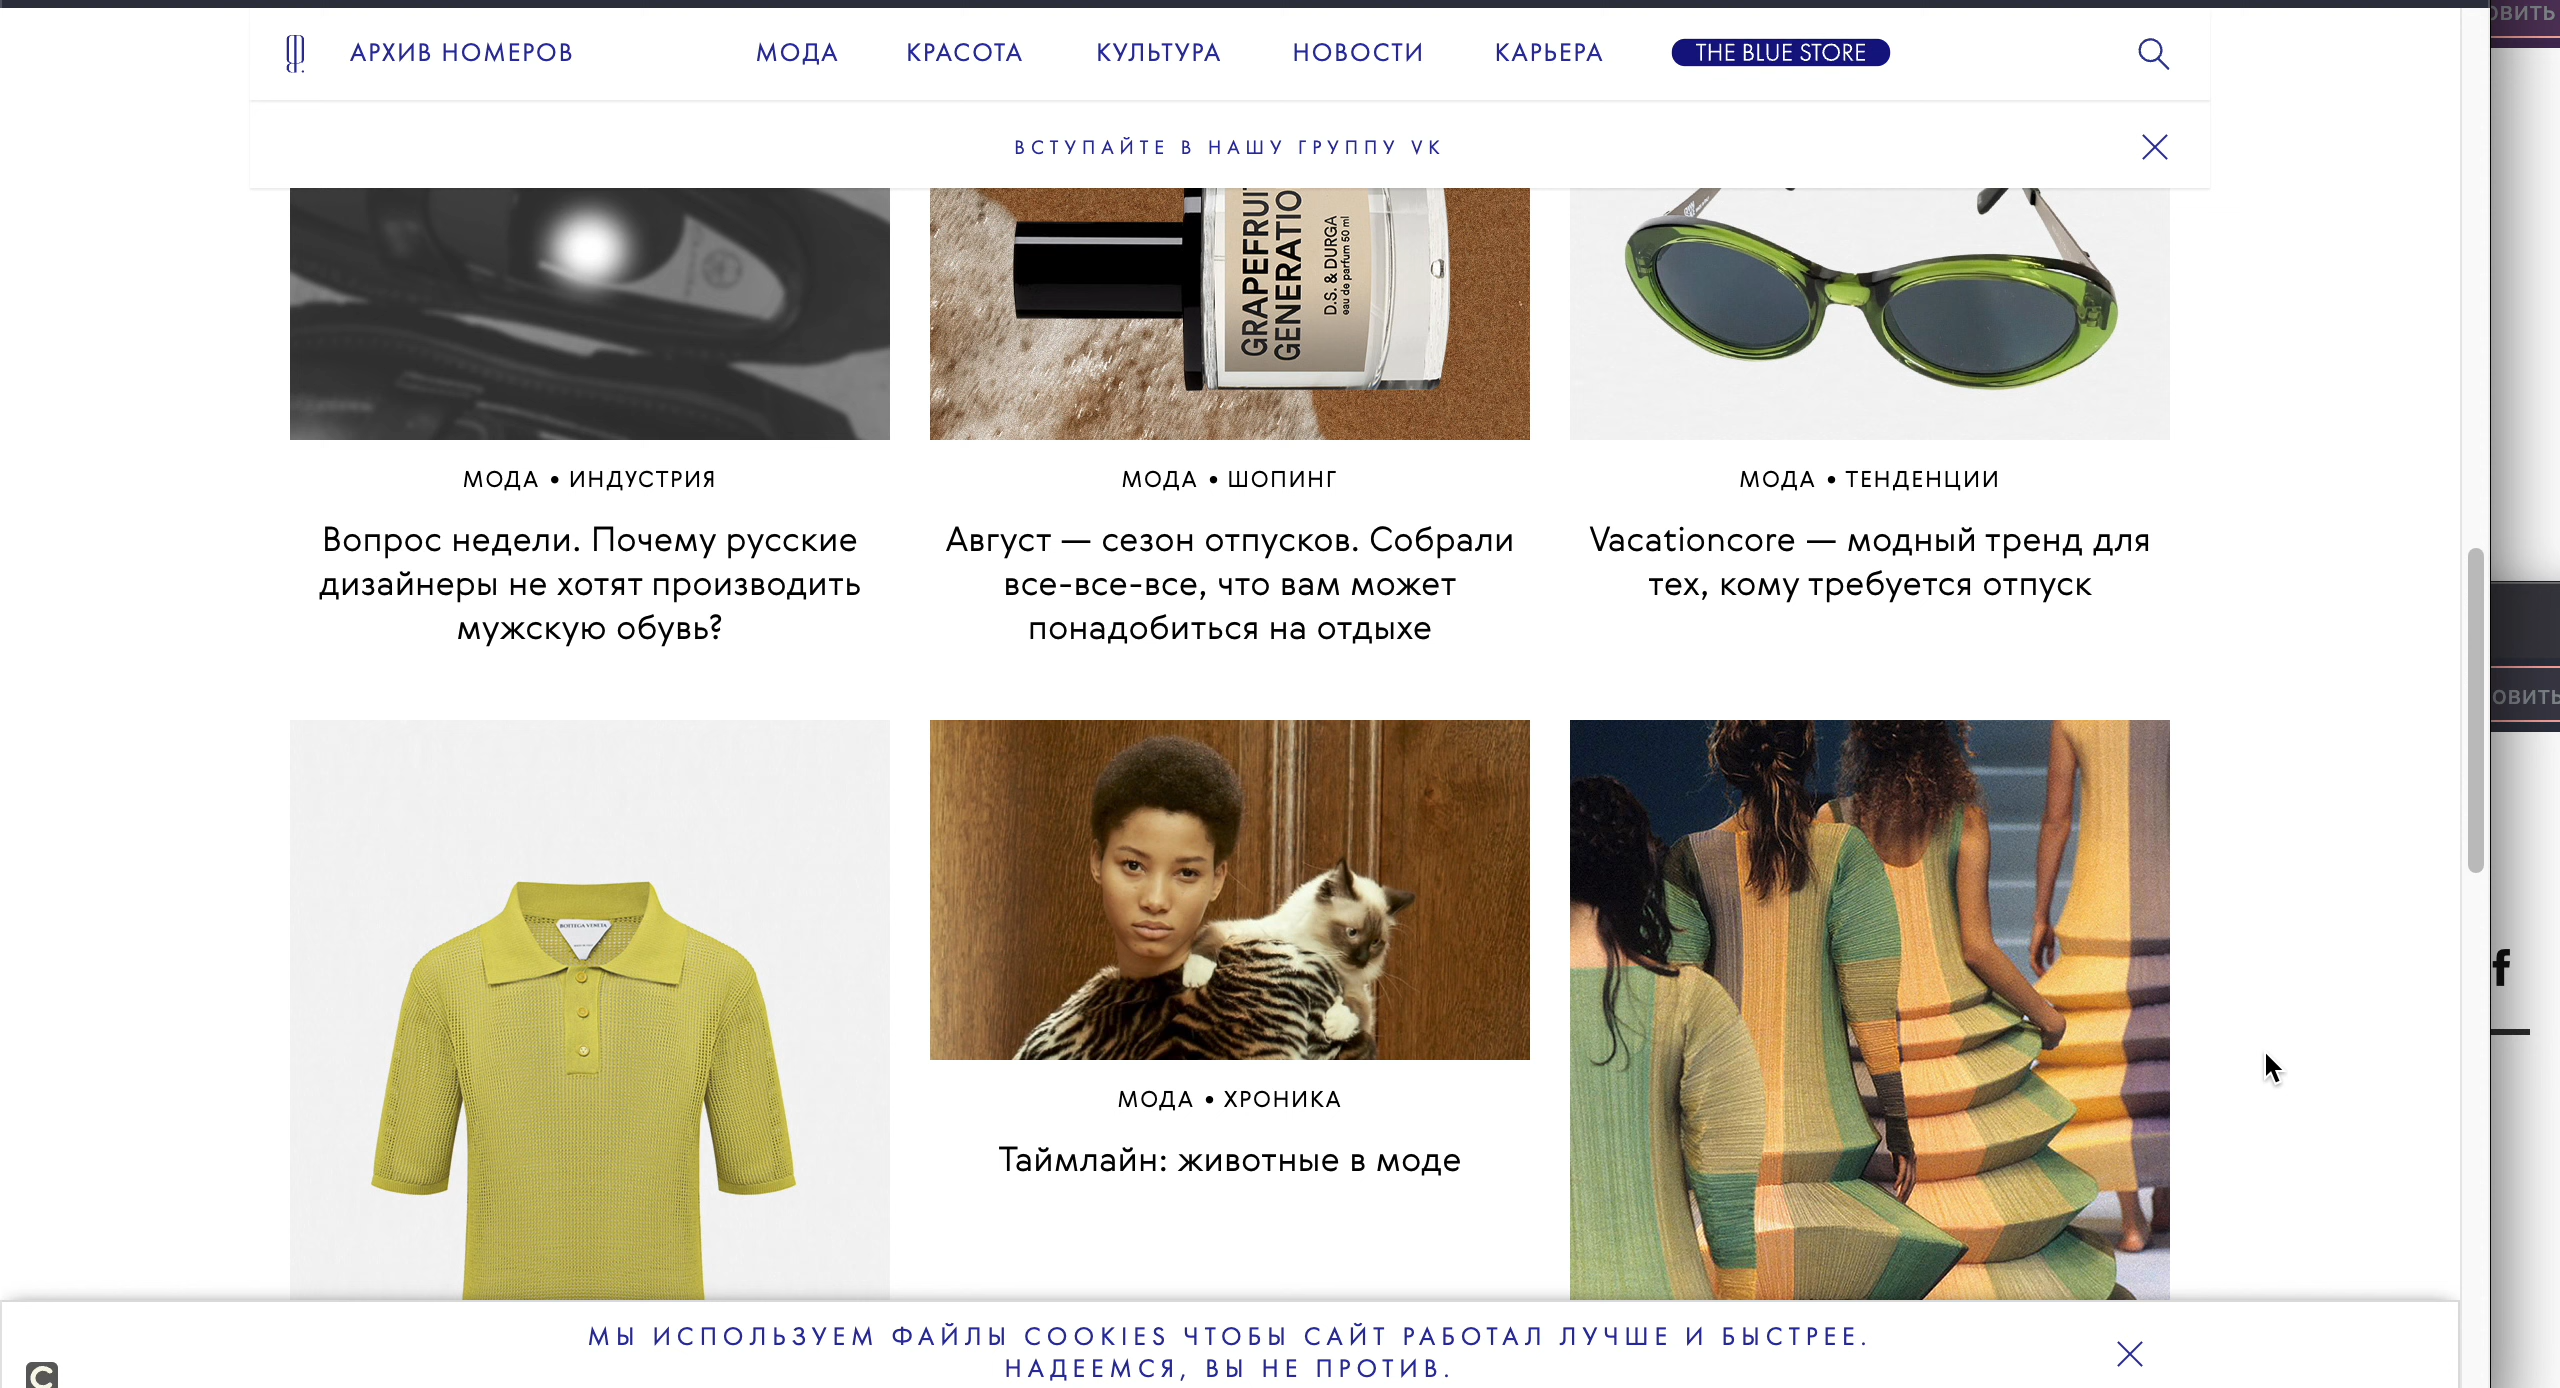 ОВИТЬ
АРХИВ НОМЕРОВ
МОДА
КРАСОТА
КУЛЬТУРА
НОВОСТИ
КАРЬЕРА
THE BLUE STORE
ВСТУПАЙТЕ В НАШУ ГРУППУ VK
GRAPEFRUIT
GENERATIO
D.S. & DURGA
eau de parfum 50 ml
МОДА • ИНДУСТРИЯ
Вопрос недели. Почему русские
дизайнеры не хотят производить
мужскую обувь?
МОДА • ШОПИНГ
Август — сезон отпусков. Собрали
все-все-все, что вам может
понадобиться на отдыхе
МОДА • ТЕНДЕНЦИИ
Vacationcore — модный тренд для
тех, кому требуется отпуск
ОВИТЬ
BOTTEGA VENETA
МОДА • ХРОНИКА
Таймлайн: животные в моде
МЫ ИСПОЛЬЗУЕМ ФАЙЛЫ COOKIES ЧТОБЫ САЙТ РАБОТАЛ ЛУЧШЕ И БЫСТРЕЕ.
НАДЕЕМСЯ, ВЫ НЕ ПРОТИВ.